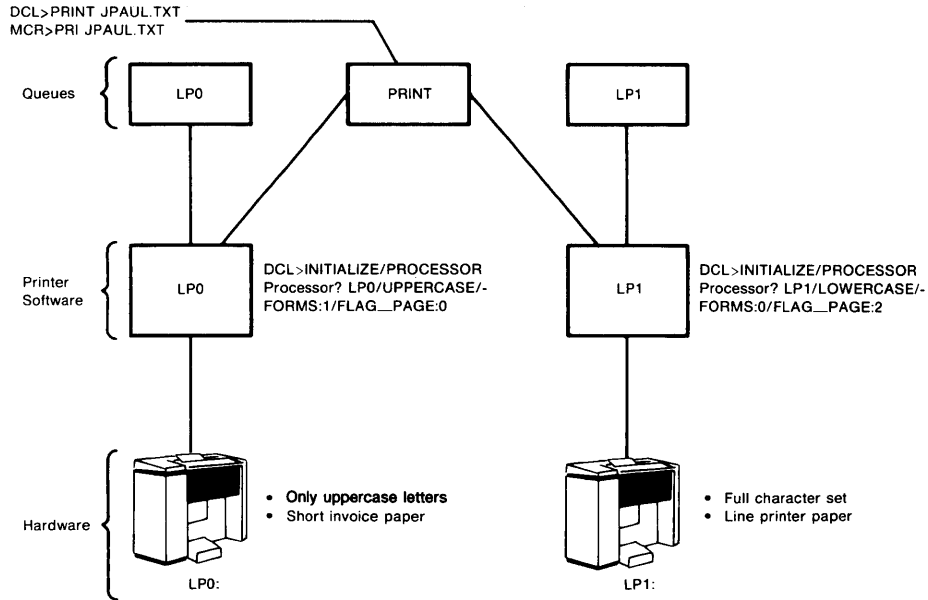 DCL>PRINT JPAUL.TXT
MCR>PRI JPAUL.TXT
Queues
LP0
PRINT
LP1
Printer
Software
LP0
DCL>INITIALIZE/PROCESSOR
Processor? LP0/UPPERCASE/-
FORMS:1/FLAG__PAGE:0
LP1
DCL>INITIALIZE/PROCESSOR
Processor? LP1/LOWERCASE/-
FORMS:0/FLAG__PAGE:2
Hardware
• Only uppercase letters
• Short invoice paper
LP0:
• Full character set
• Line printer paper
LP1: